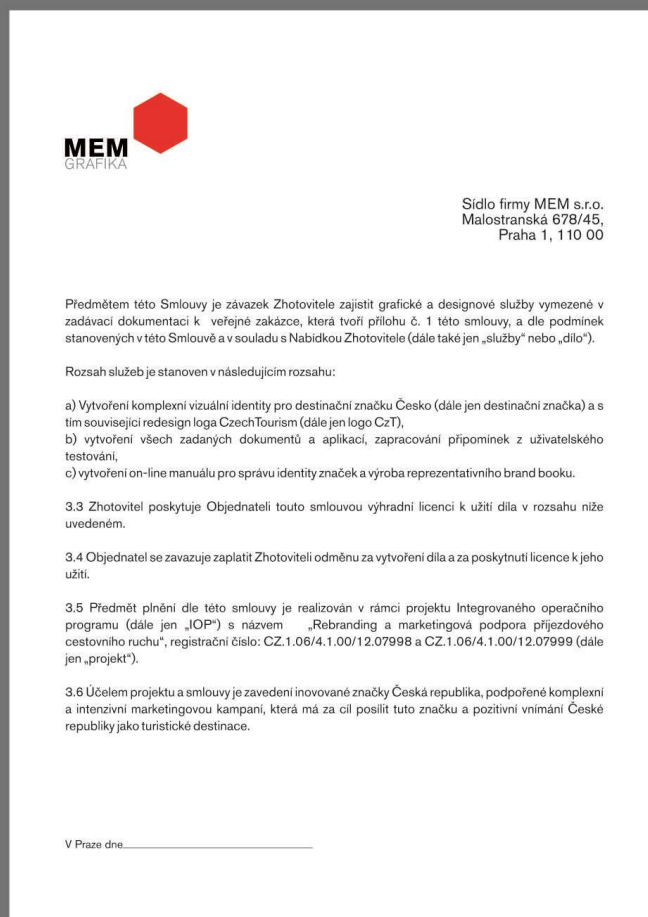 MEM
GRAFIKA
Sídlo firmy MEM s.r.o.
Malostranská 678/45,
Praha 1, 110 00
Předmětem této Smlouvy je závazek Zhotovitele zajistit grafické a designové služby vymezené v
zadávací dokumentaci k veřejné zakázce, která tvoří přílohu č. 1 této smlouvy, a dle podmínek
stanovených v této Smlouvě a v souladu s Nabídkou Zhotovitele (dále také jen „služby" nebo „dílo").
Rozsah služeb je stanoven v následujícím rozsahu:
a) Vytvoření komplexní vizuální identity pro destinační značku Česko (dále jen destinační značka) a s
tím související redesign loga CzechTourism (dále jen logo CzT),
b) vytvoření všech zadaných dokumentů a aplikací, zapracování připomínek z uživatelského
testování,
c) vytvoření on-line manuálu pro správu identity značek a výroba reprezentativního brand booku.
3.3 Zhotovitel poskytuje Objednateli touto smlouvou výhradní licenci k užití díla v rozsahu níže
uvedeném.
3.4 Objednatel se zavazuje zaplatit Zhotoviteli odměnu za vytvoření díla a za poskytnutí licence k jeho
užití.
3.5 Předmět plnění dle této smlouvy je realizován v rámci projektu Integrovaného operačního
programu (dále jen „IOP") s názvem „Rebranding a marketingová podpora příjezdového
cestovního ruchu", registrační číslo: CZ.1.06/4.1.00/12.07998 a CZ.1.06/4.1.00/12.07999 (dále
jen „projekt").
3.6 Účelem projektu a smlouvy je zavedení inovované značky Česká republika, podpořené komplexní
a intenzivní marketingovou kampaní, která má za cíl posílit tuto značku a pozitivní vnímání České
republiky jako turistické destinace.
V Praze dne